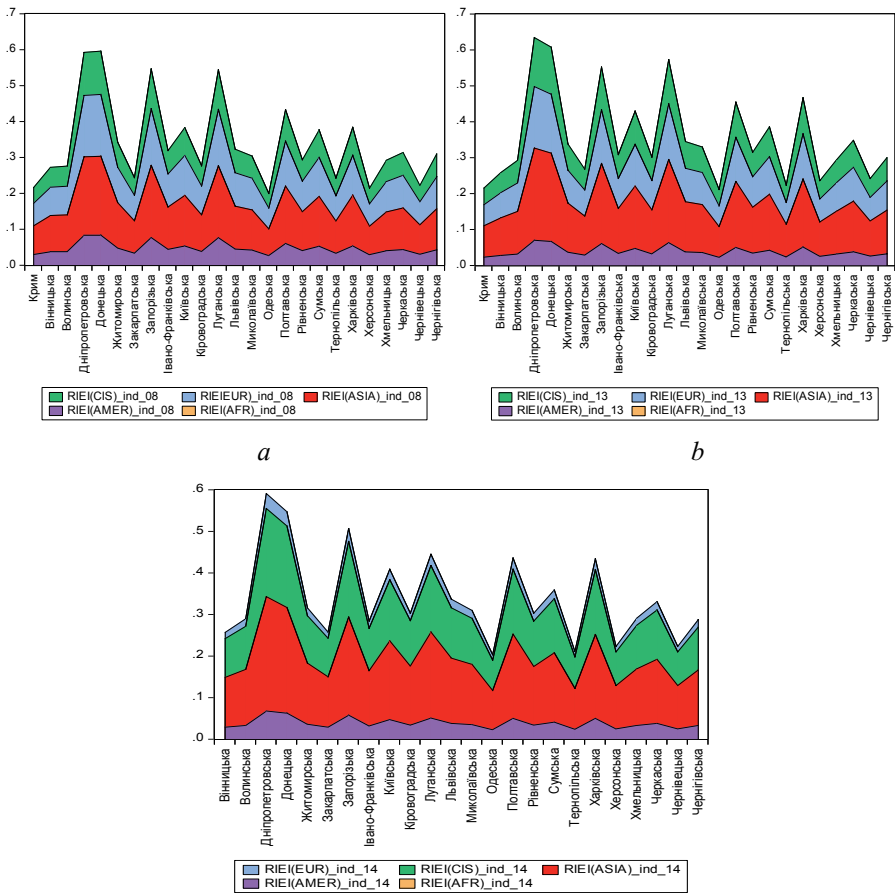 .7
.6
.5
.4
.3
.2
.1
.0
Крим
Вінницька
Волинська
Дніпропетровська
Донецька
Житомирська
Закарпатська
Запорізька
Івано-Франківська
Київська
Кіровоградська
Луганська
Львівська
Миколаївська
Одеська
Полтавська
Рівненська
Сумська
Тернопільська
Харківська
Херсонська
Хмельницька
Черкаська
Чернівецька
Чернігівська
RIEI(CIS)_ind_08 RIEIEUR)_ind_08 RIEI(ASIA)_ind_08
RIEI(AMER)_ind_08 RIEI(AFR)_ind_08
a
.7
.6
.5
.4
.3
.2
.1
.0
Крим
Вінницька
Волинська
Дніпропетровська
Донецька
Житомирська
Закарпатська
Запорізька
Івано-Франківська
Київська
Кіровоградська
Луганська
Львівська
Миколаївська
Одеська
Полтавська
Рівненська
Сумська
Тернопільська
Харківська
Херсонська
Хмельницька
Черкаська
Чернівецька
Чернігівська
RIEI(CIS)_ind_13 RIEI(EUR)_ind_13 RIEI(ASIA)_ind_13
RIEI(AMER)_ind_13 RIEI(AFR)_ind_13
b
.6
.5
.4
.3
.2
.1
.0
Вінницька
Волинська
Дніпропетровська
Донецька
Житомирська
Закарпатська
Запорізька
Івано-Франківська
Київська
Кіровоградська
Луганська
Львівська
Миколаївська
Одеська
Полтавська
Рівненська
Сумська
Тернопільська
Харківська
Херсонська
Хмельницька
Черкаська
Чернівецька
Чернігівська
RIEI(EUR)_ind_14 RIEI(CIS)_ind_14 RIEI(ASIA)_ind_14
RIEI(AMER)_ind_14 RIEI(AFR)_ind_14